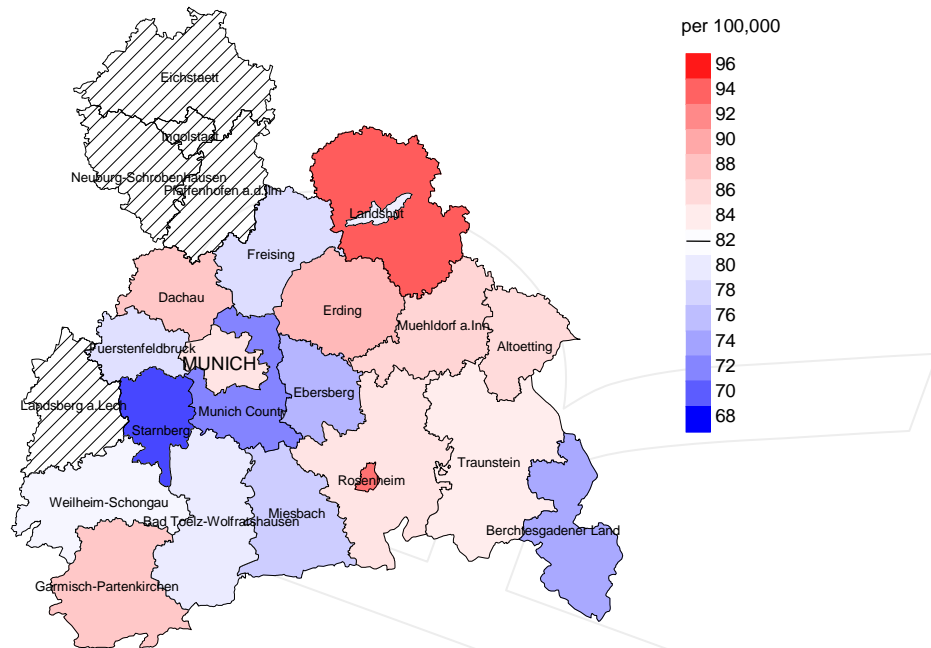 per 100,000
96
94
92
90
88
86
84
82
80
78
76
74
72
70
68
Eichstaett
Ingolstadt
Neuburg-Schrobenhausen
Pfaffenhofen a.d.Ilm
Landshut
Freising
Dachau
Erding
Muehldorf a.Inn
Altoetting
Fuerstenfeldbruck
MUNICH
Ebersberg
Landsberg a.Lech
Munich County
Starnberg
Traunstein
Rosenheim
Weilheim-Schongau
Miesbach
Bad Toelz-Wolfratshausen
Berchtesgadener Land
Garmisch-Partenkirchen